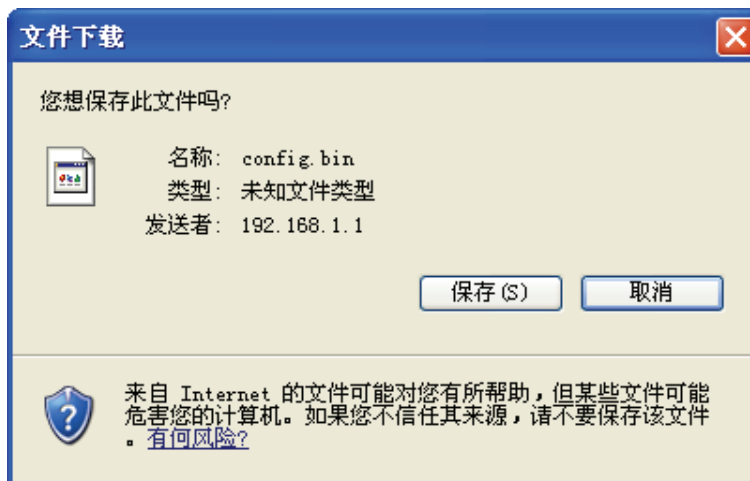 文件下载
您想保存此文件吗?
名称: config.bin
类型: 未知文件类型
发送者: 192.168.1.1
保存(S) 取消
来自 Internet 的文件可能对您有所帮助，但某些文件可能
危害您的计算机。如果您不信任其来源，请不要保存该文件
。有何风险?